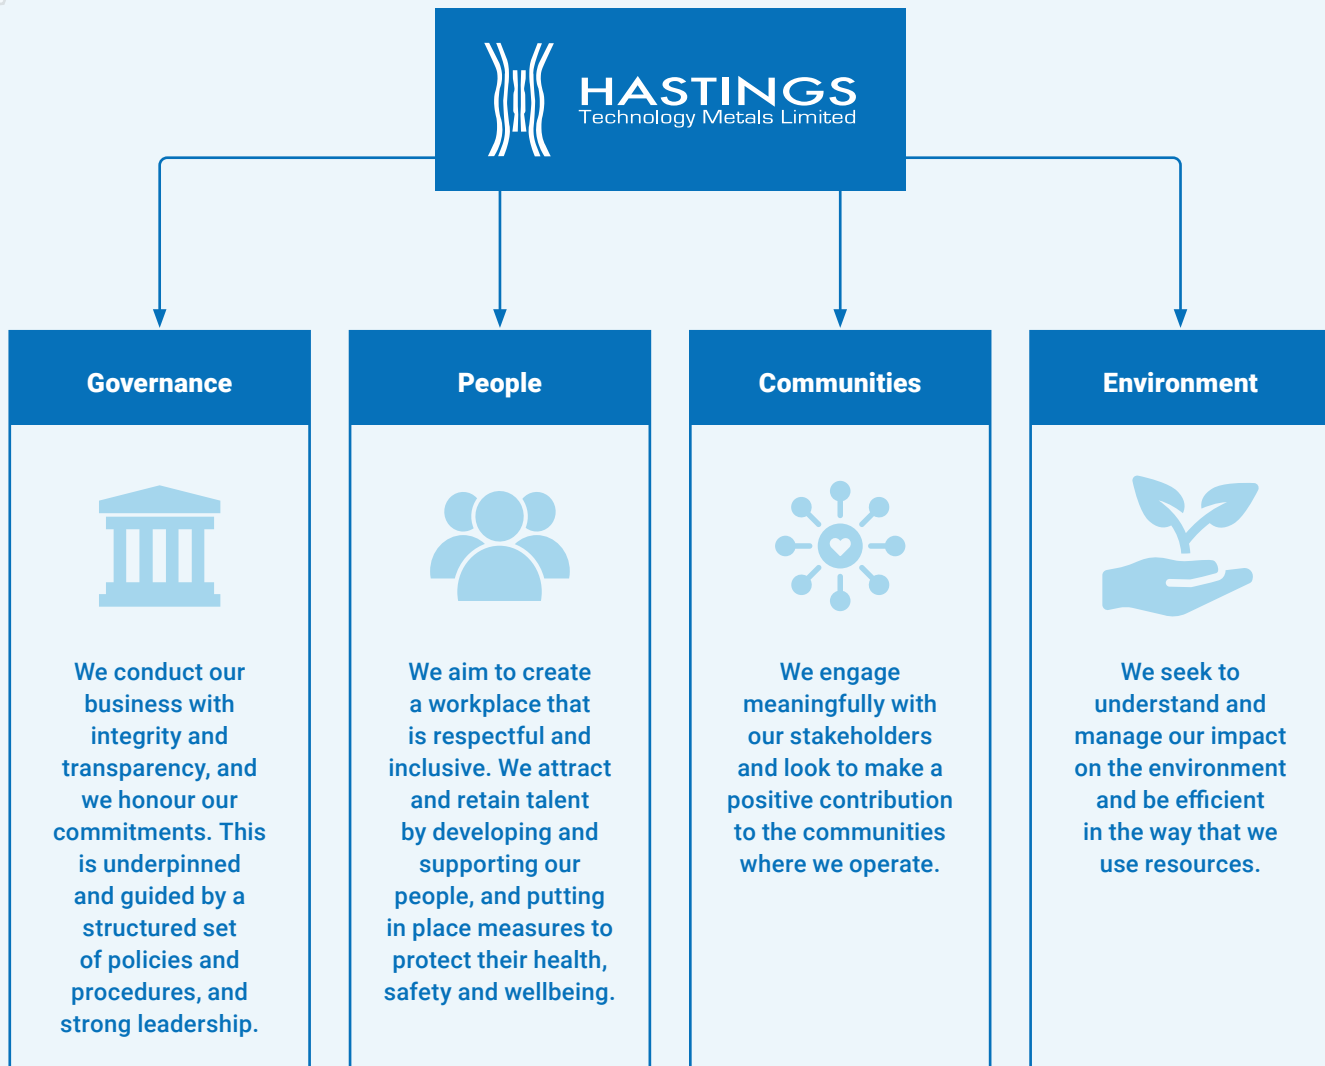 HASTINGS
Technology Metals Limited
Governance
We conduct our
business with
integrity and
transparency, and
we honour our
commitments. This
is underpinned
and guided by a
structured set
of policies and
procedures, and
strong leadership.
People
We aim to create
a workplace that
is respectful and
inclusive. We attract
and retain talent
by developing and
supporting our
people, and putting
in place measures to
protect their health,
safety and wellbeing.
Communities
We engage
meaningfully with
our stakeholders
and look to make a
positive contribution
to the communities
where we operate.
Environment
We seek to
understand and
manage our impact
on the environment
and be efficient
in the way that we
use resources.